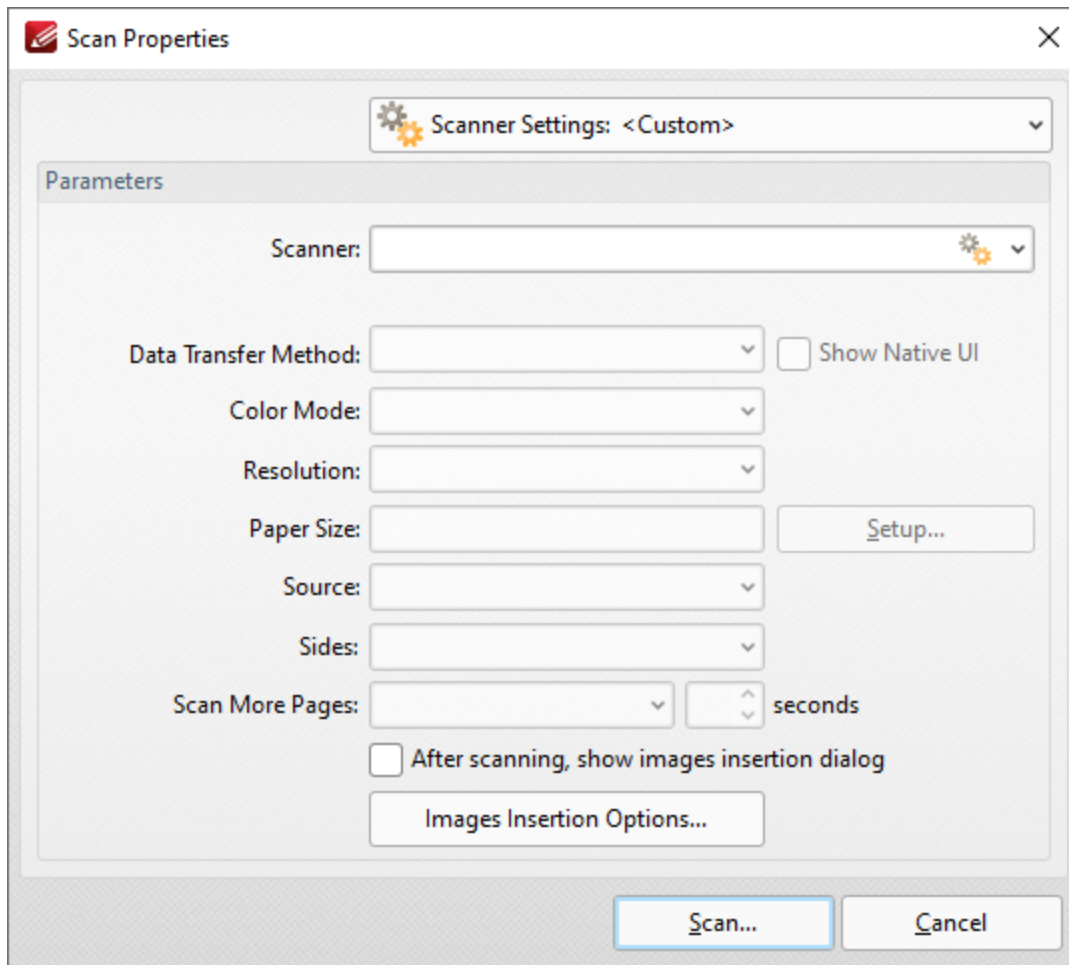 Scan Properties
Scanner Settings: <Custom>
Parameters
Scanner:
Data Transfer Method:
Show Native UI
Color Mode:
Resolution:
Paper Size:
Setup...
Source:
Sides:
Scan More Pages:
seconds
After scanning, show images insertion dialog
Images Insertion Options...
Scan...
Cancel